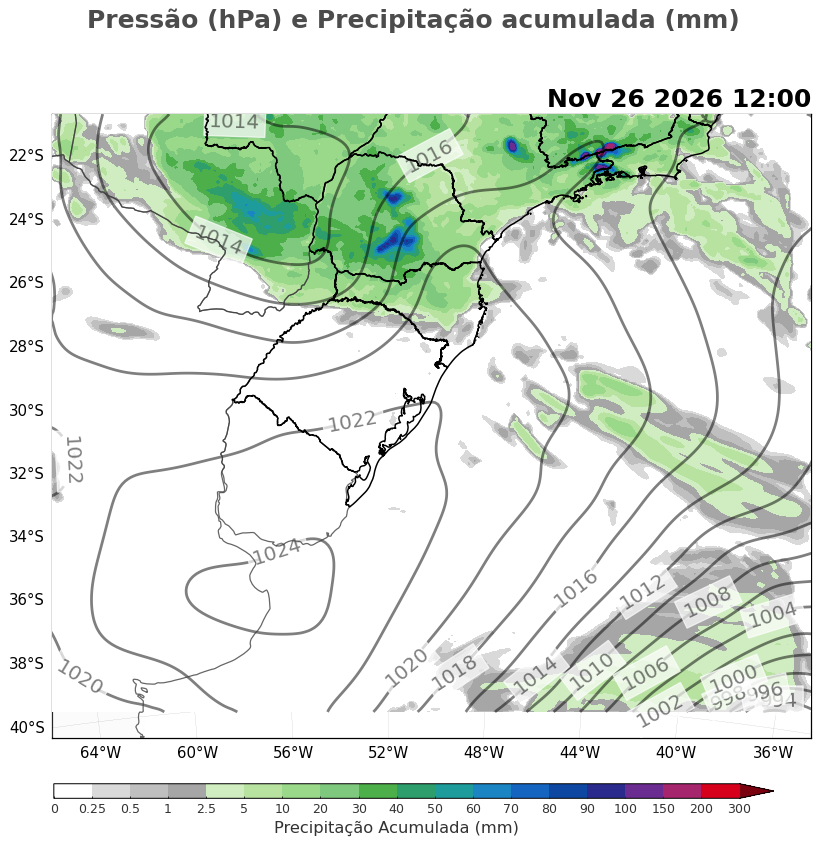 Pressão (hPa) e Precipitação acumulada (mm)
Nov 26 2026 12:00
1014
1016
22°S
24°S
1014
26°S
28°S
30°S
1022
1022
32°S
34°S
1024
1016
1012
36°S
1008
1004
38°S
1020
1020
1018
1014
1010
1006
1000
998
996
994
1002
40°S
64°W 60°W 56°W 52°W 48°W 44°W 40°W 36°W
0 0.25 0.5 1 2.5 5 10 20 30 40 50 60 70 80 90 100 150 200 300
Precipitação Acumulada (mm)